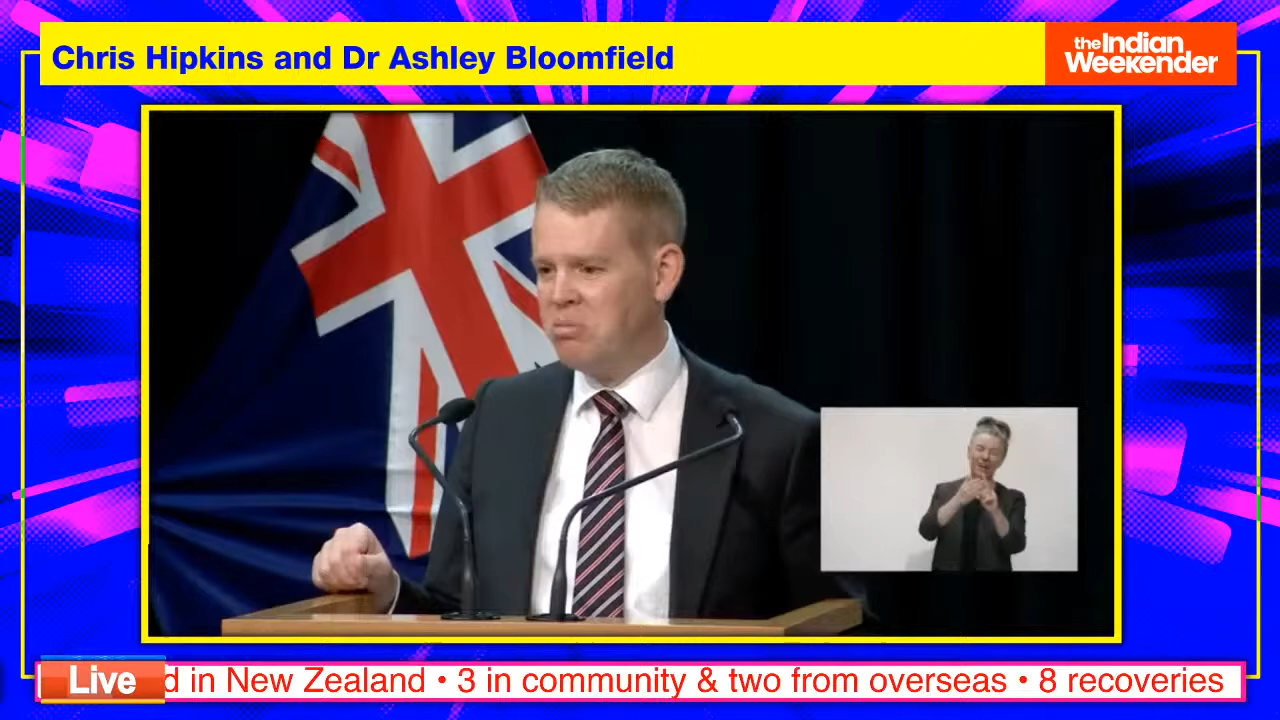 Chris Hipkins and Dr Ashley Bloomfield
the Indian
Weekender
Live
d in New Zealand • 3 in community & two from overseas • 8 recoveries